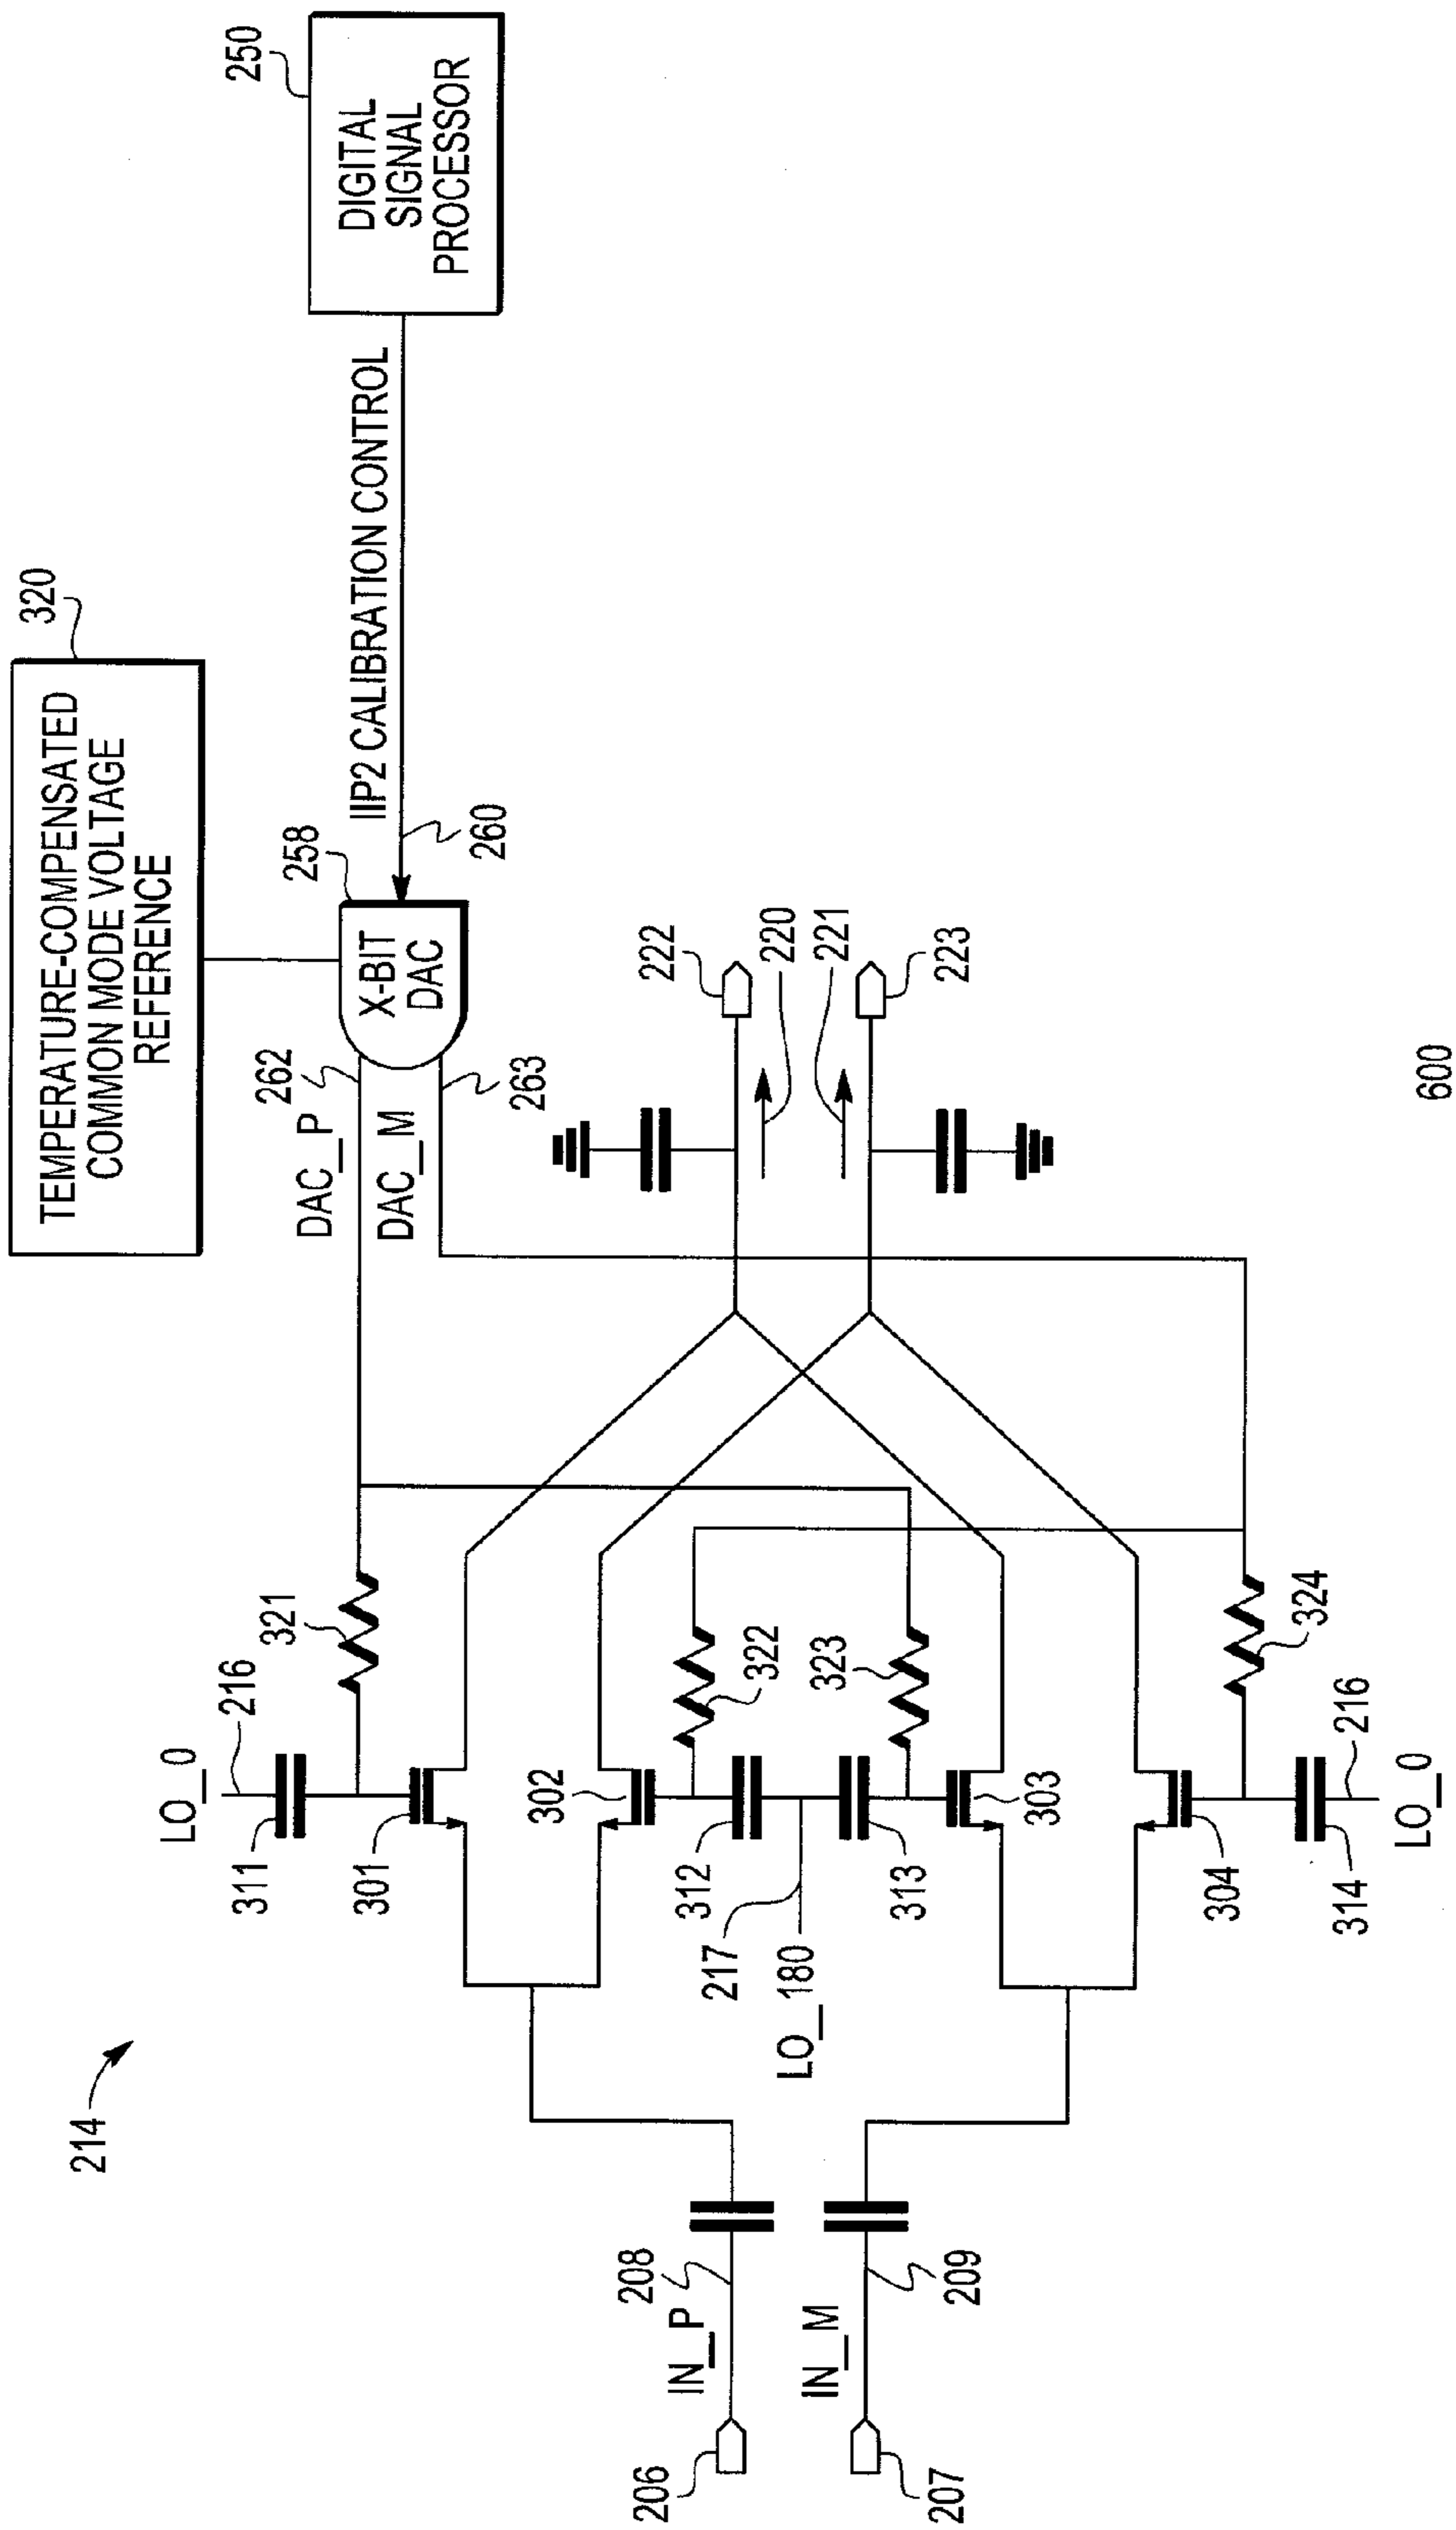 214
TEMPERATURE-COMPENSATED
COMMON MODE VOLTAGE
REFERENCE
320
DIGITAL
SIGNAL
PROCESSOR
250
IIP2 CALIBRATION CONTROL
260
X-BIT
DAC
258
DAC_P
262
DAC_M
263
LO_0
216
311
301
321
302
322
312
217
LO_180
313
323
303
304
324
314
216
LO_0
206
IN_P
208
207
IN_M
209
222
220
221
223
600